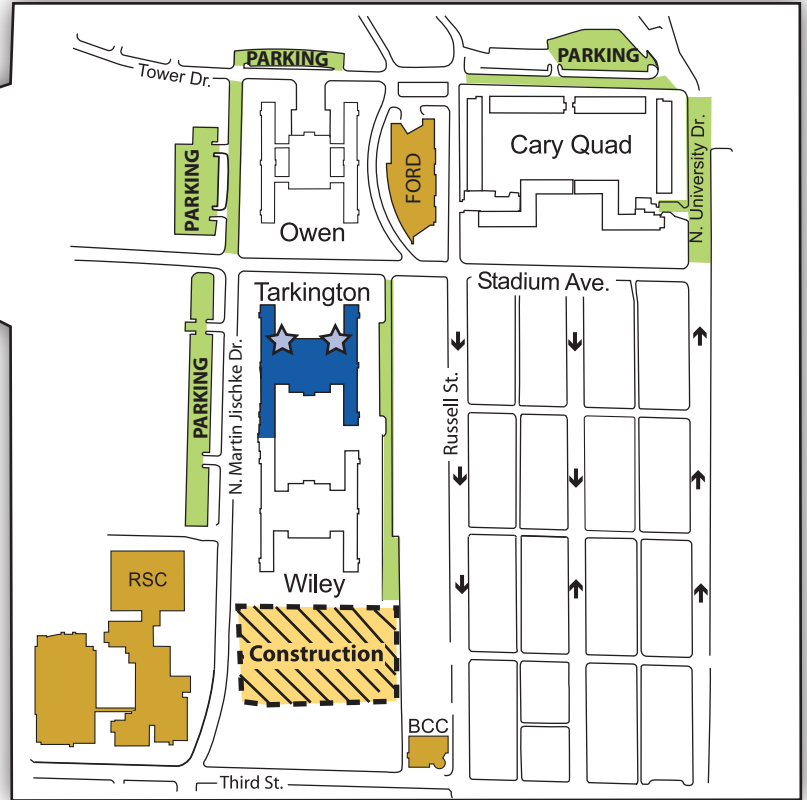 PARKING
PARKING
Tower Dr.
Cary Quad
FORD
PARKING
N. University Dr.
Owen
Stadium Ave.
Tarkington
PARKING
N. Martin Jischke Dr.
Russell St.
RSC
Wiley
Construction
BCC
Third St.